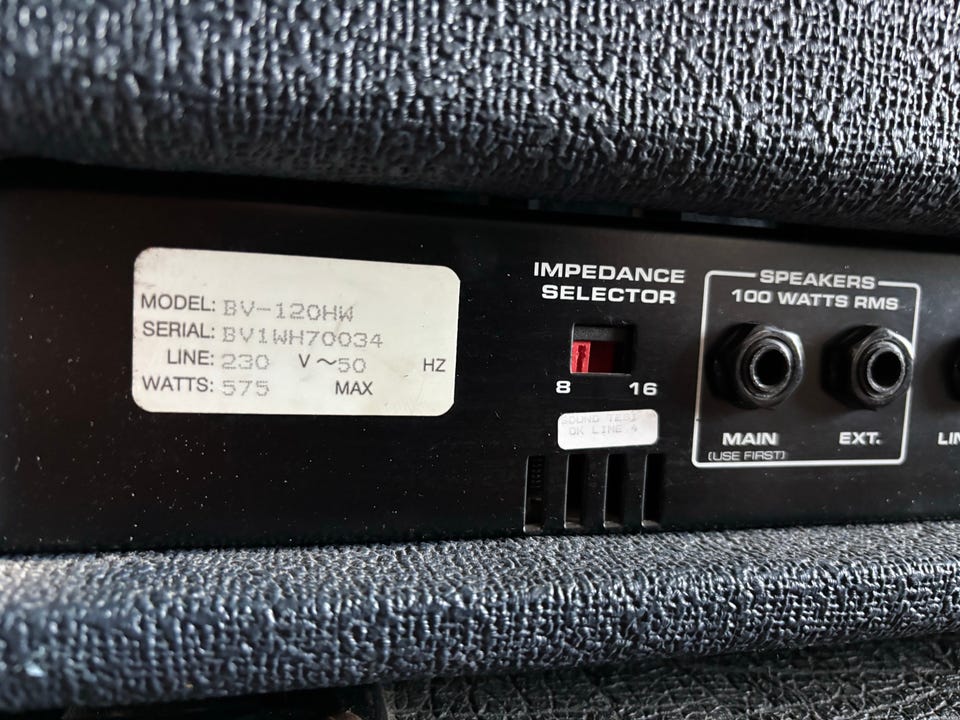 MODEL: BV-120HW
SERIAL: BV1WH70034
LINE: 230 V ~50 HZ
WATTS: 575 MAX
IMPEDANCE
SELECTOR
8 16
SOUND TEST
OK LINE 4
SPEAKERS
100 WATTS RMS
MAIN
(USE FIRST)
EXT.
LIN